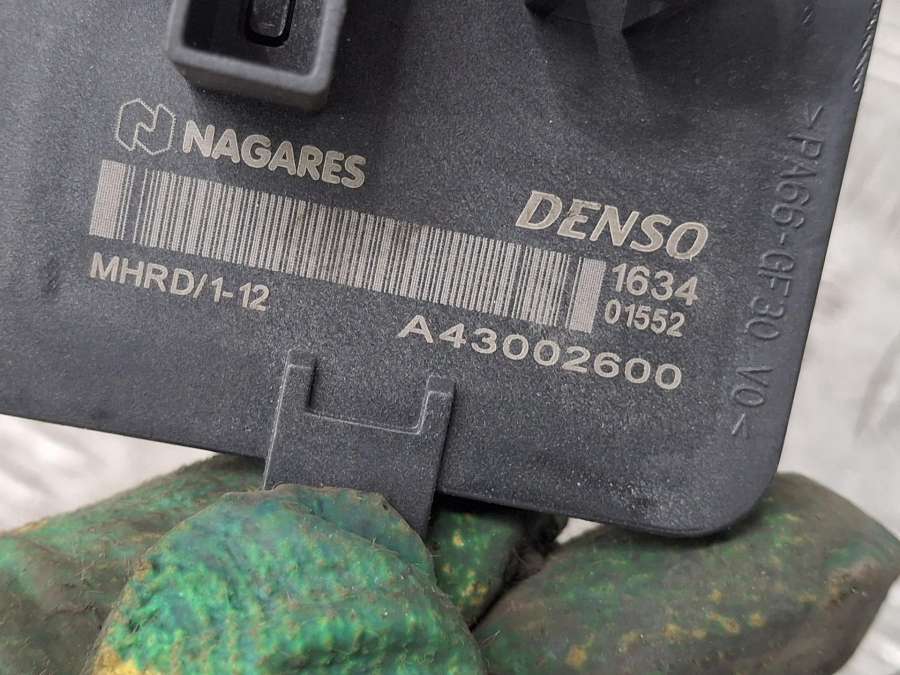 NAGARES
DENSO
1634
01552
MHRD/1-12
A43002600
>PA66-GF30 V0<